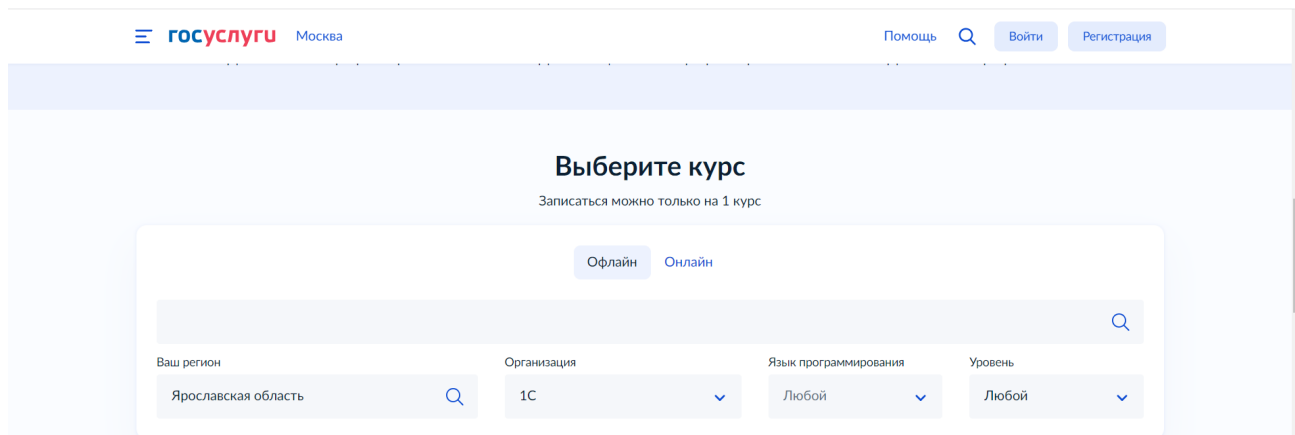 госуслуги Москва Помощь Войти Регистрация
Выберите курс
Записаться можно только на 1 курс
Офлайн Онлайн
Ваш регион Организация Язык программирования Уровень
Ярославская область 1С Любой Любой